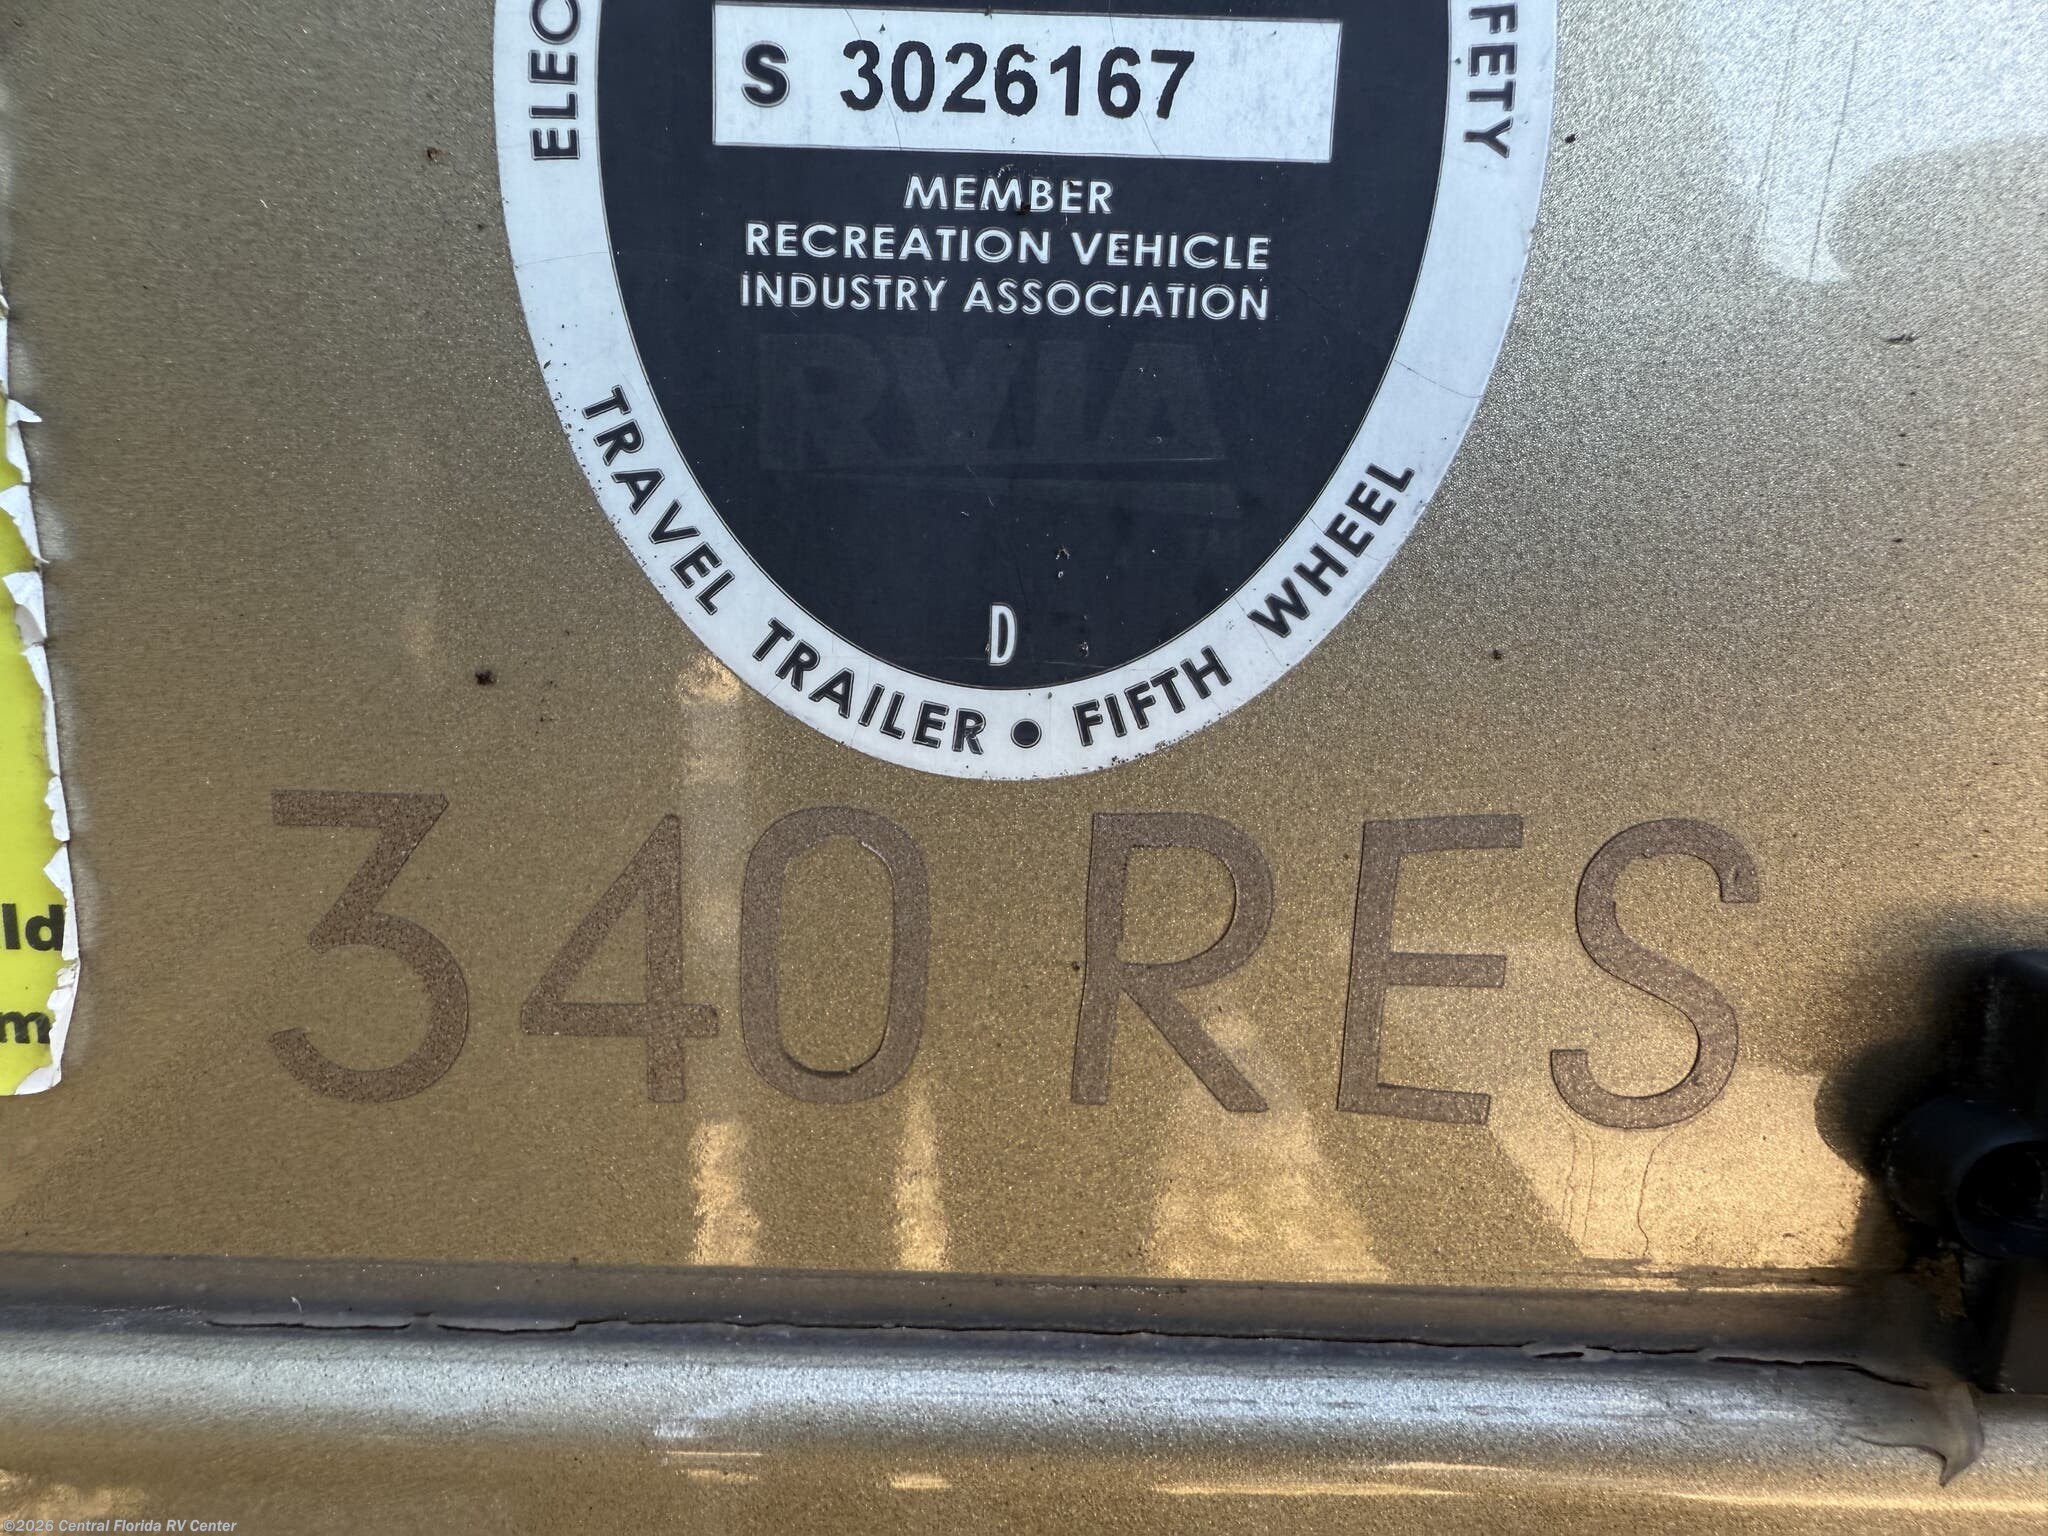 ELEC
FETY
S 3026167
MEMBER
RECREATION VEHICLE
INDUSTRY ASSOCIATION
RVIA
D
TRAVEL TRAILER • FIFTH WHEEL
340 RES
ld
m
©2026 Central Florida RV Center